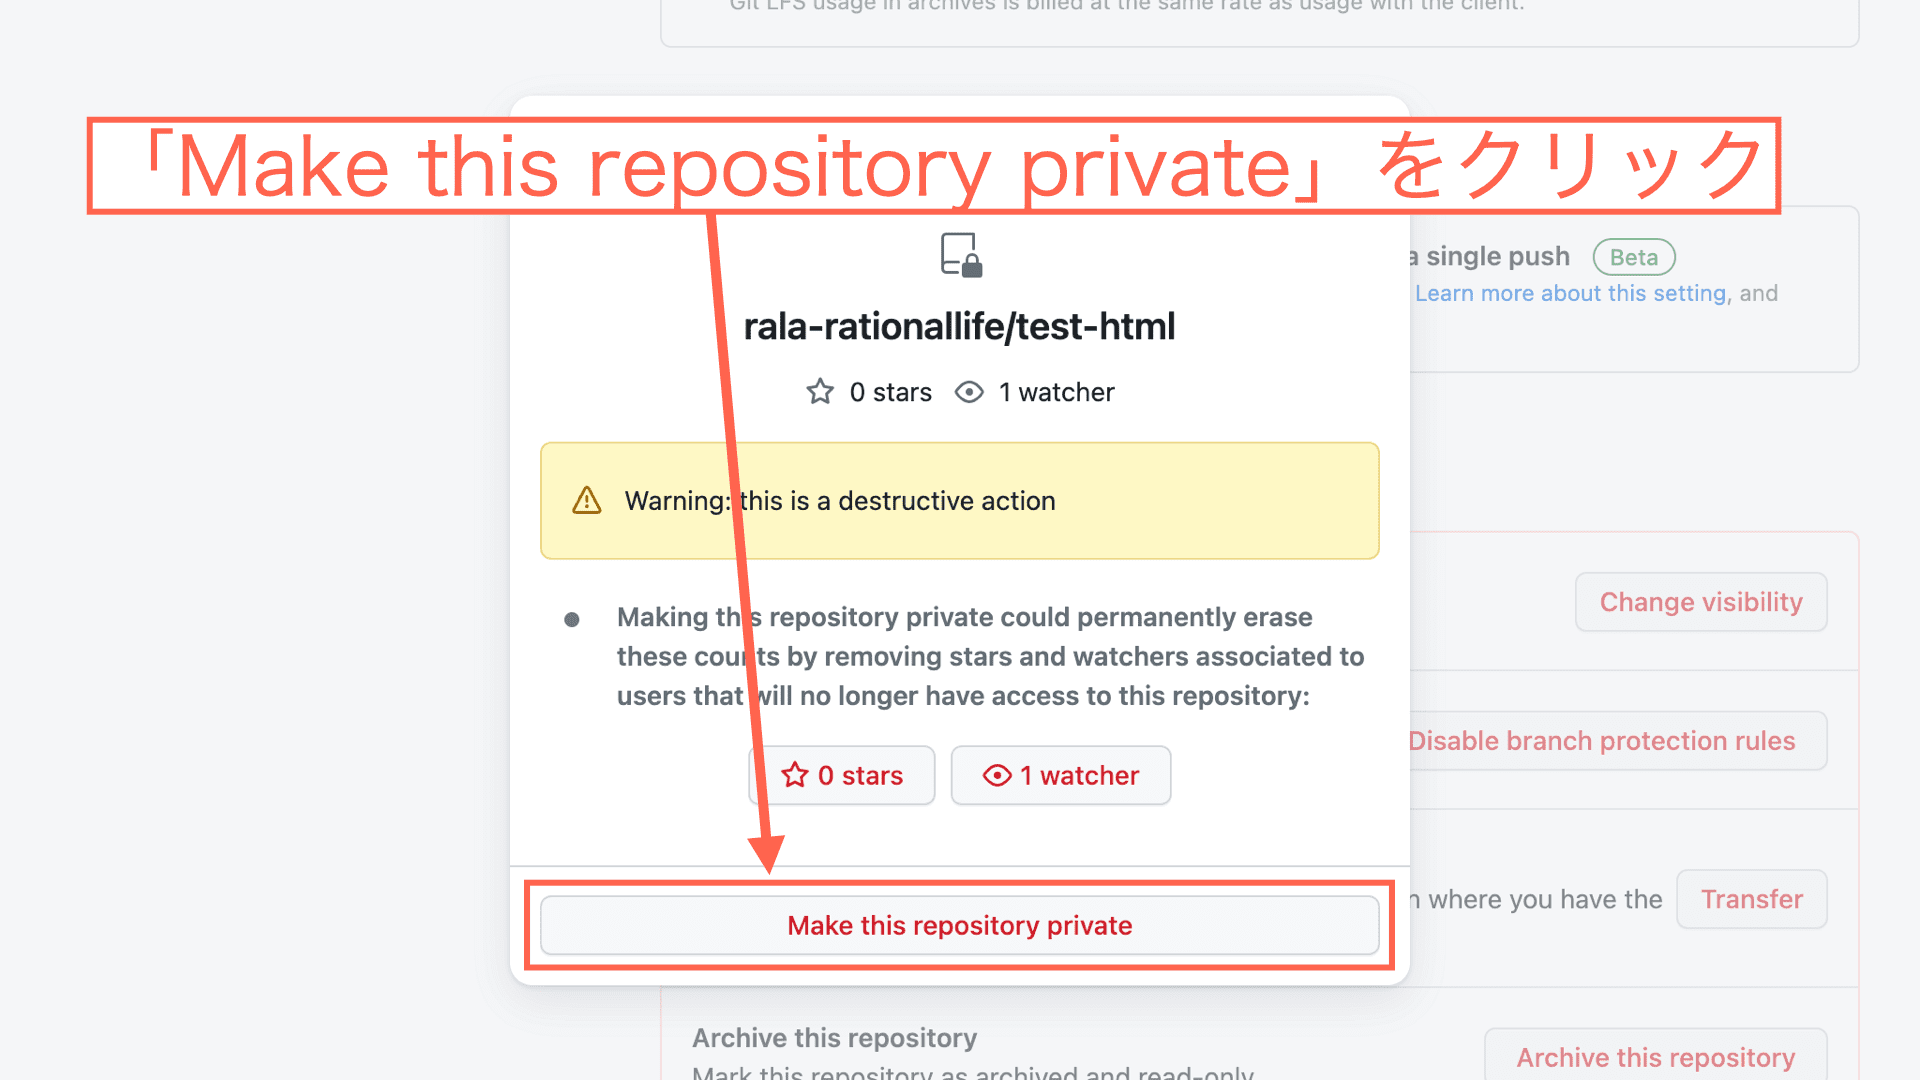 Git LFS usage in archives is billed at the same rate as usage with the client.
「Make this repository private」をクリック
a single push Beta
Learn more about this setting, and
rala-rationallife/test-html
0 stars 1 watcher
Warning: this is a destructive action
Making this repository private could permanently erase
these counts by removing stars and watchers associated to
users that will no longer have access to this repository:
0 stars 1 watcher
Make this repository private
Change visibility
Disable branch protection rules
n where you have the Transfer
Archive this repository
Mark this repository as archived and read-only
Archive this repository